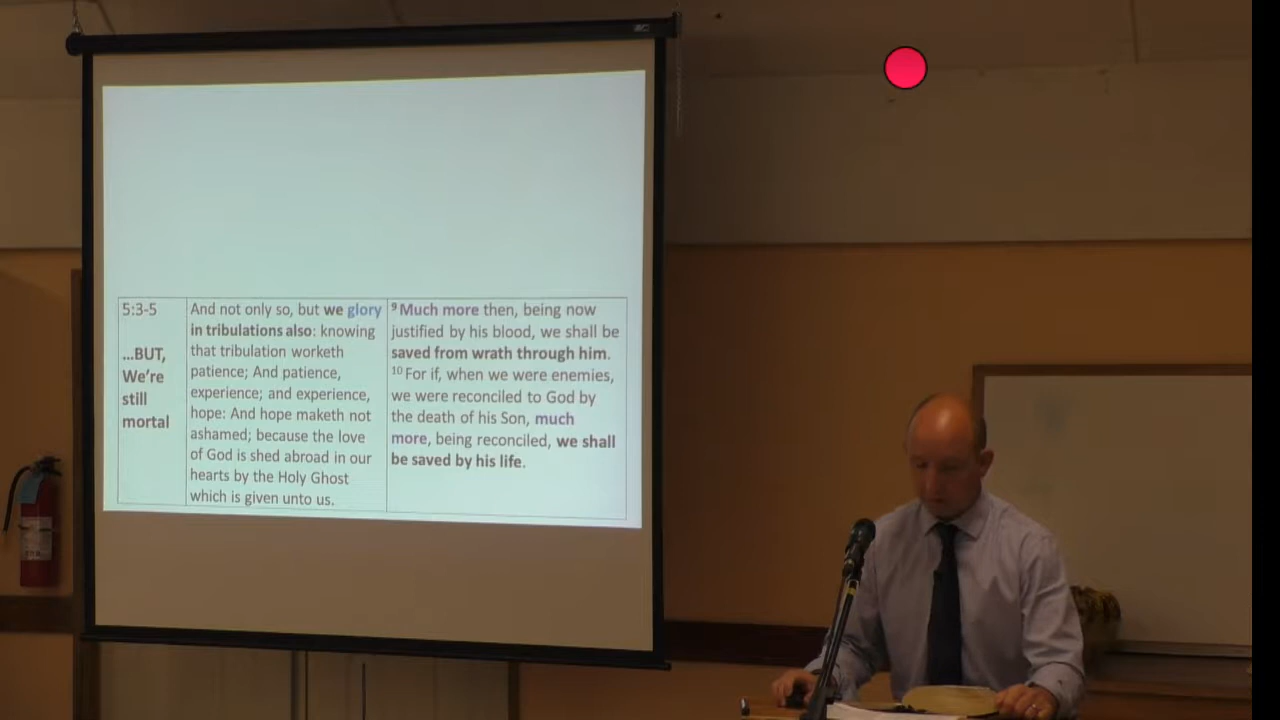 5:3-5
…BUT,
We're
still
mortal
And not only so, but we glory
in tribulations also: knowing
that tribulation worketh
patience; And patience,
experience; and experience,
hope: And hope maketh not
ashamed; because the love
of God is shed abroad in our
hearts by the Holy Ghost
which is given unto us.
9 Much more then, being now
justified by his blood, we shall be
saved from wrath through him.
10 For if, when we were enemies,
we were reconciled to God by
the death of his Son, much
more, being reconciled, we shall
be saved by his life.